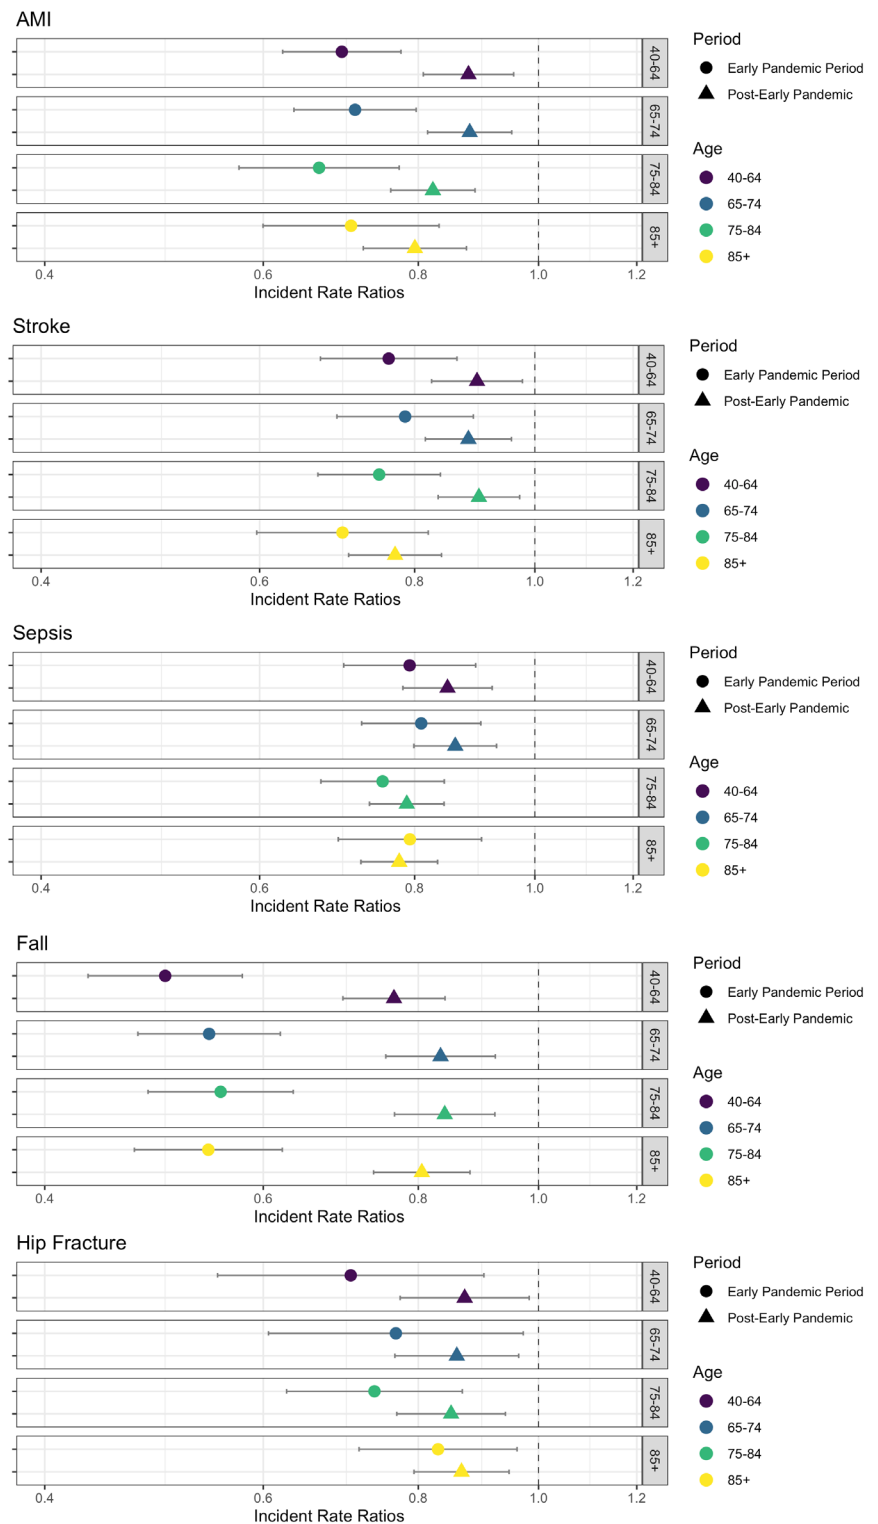 AMI
40-64
65-74
75-84
85+
0.4 0.6 0.8 1.0 1.2
Incident Rate Ratios
Period
Early Pandemic Period
Post-Early Pandemic
Age
40-64
65-74
75-84
85+
Stroke
40-64
65-74
75-84
85+
0.4 0.6 0.8 1.0 1.2
Incident Rate Ratios
Period
Early Pandemic Period
Post-Early Pandemic
Age
40-64
65-74
75-84
85+
Sepsis
40-64
65-74
75-84
85+
0.4 0.6 0.8 1.0 1.2
Incident Rate Ratios
Period
Early Pandemic Period
Post-Early Pandemic
Age
40-64
65-74
75-84
85+
Fall
40-64
65-74
75-84
85+
0.4 0.6 0.8 1.0 1.2
Incident Rate Ratios
Period
Early Pandemic Period
Post-Early Pandemic
Age
40-64
65-74
75-84
85+
Hip Fracture
40-64
65-74
75-84
85+
0.4 0.6 0.8 1.0 1.2
Incident Rate Ratios
Period
Early Pandemic Period
Post-Early Pandemic
Age
40-64
65-74
75-84
85+